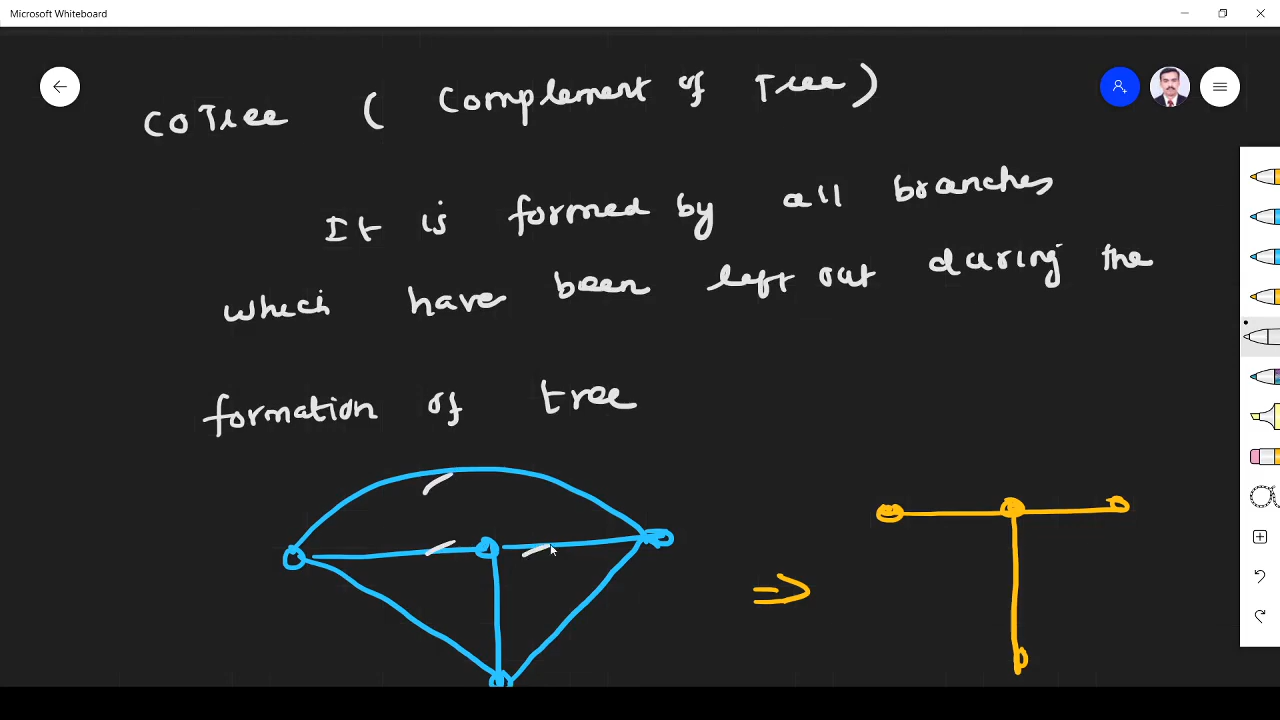 Microsoft Whiteboard
COTree ( Complement of Tree)
It is formed by all branches
which have been left out during the
formation of tree